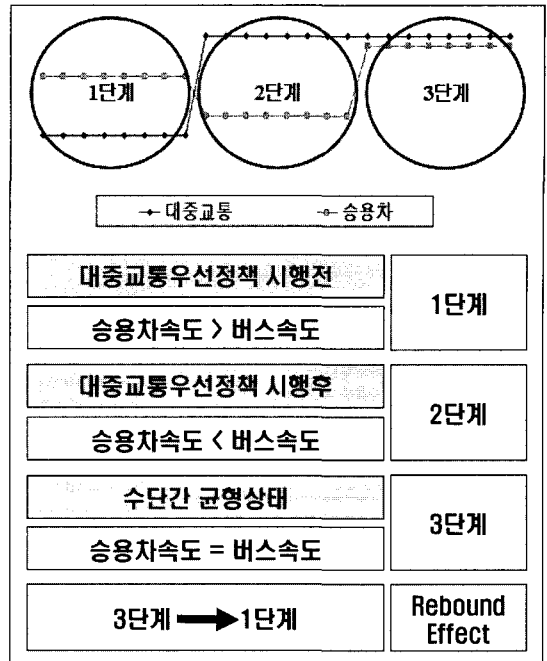 1단계 2단계 3단계
대중교통 승용차
대중교통우선정책 시행전
승용차속도 > 버스속도
1단계
대중교통우선정책 시행후
승용차속도 < 버스속도
2단계
수단간 균형상태
승용차속도 = 버스속도
3단계
3단계 ➡ 1단계
Rebound
Effect